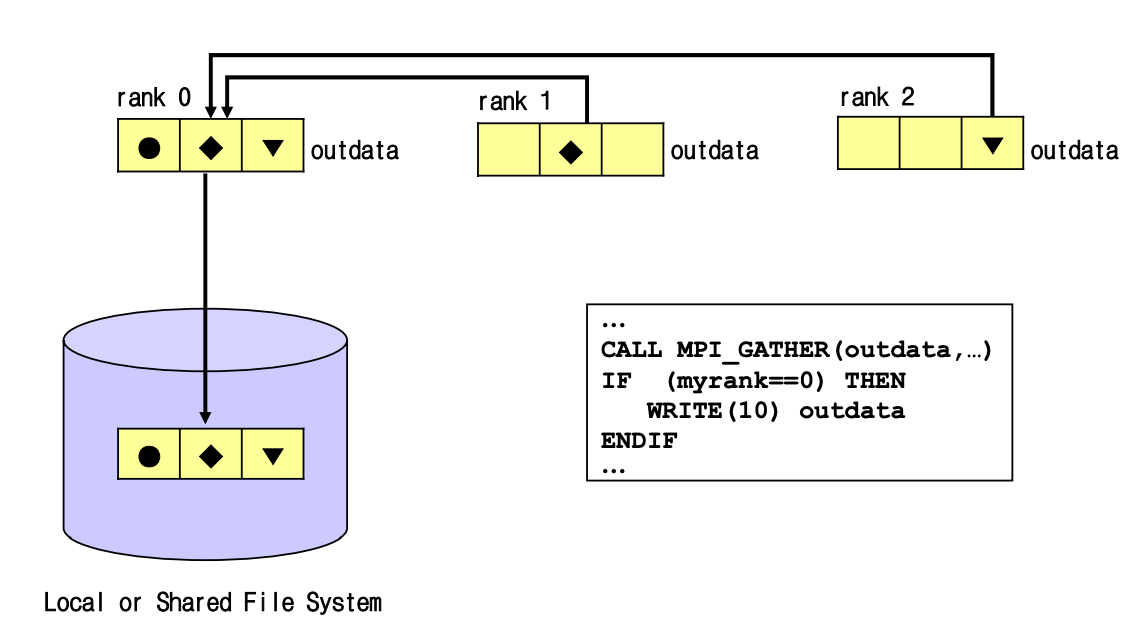 rank 0
rank 1
rank 2
outdata
outdata
outdata
…
CALL MPI_GATHER(outdata,…)
IF  (myrank==0) THEN
   WRITE(10) outdata
ENDIF
…
Local or Shared File System